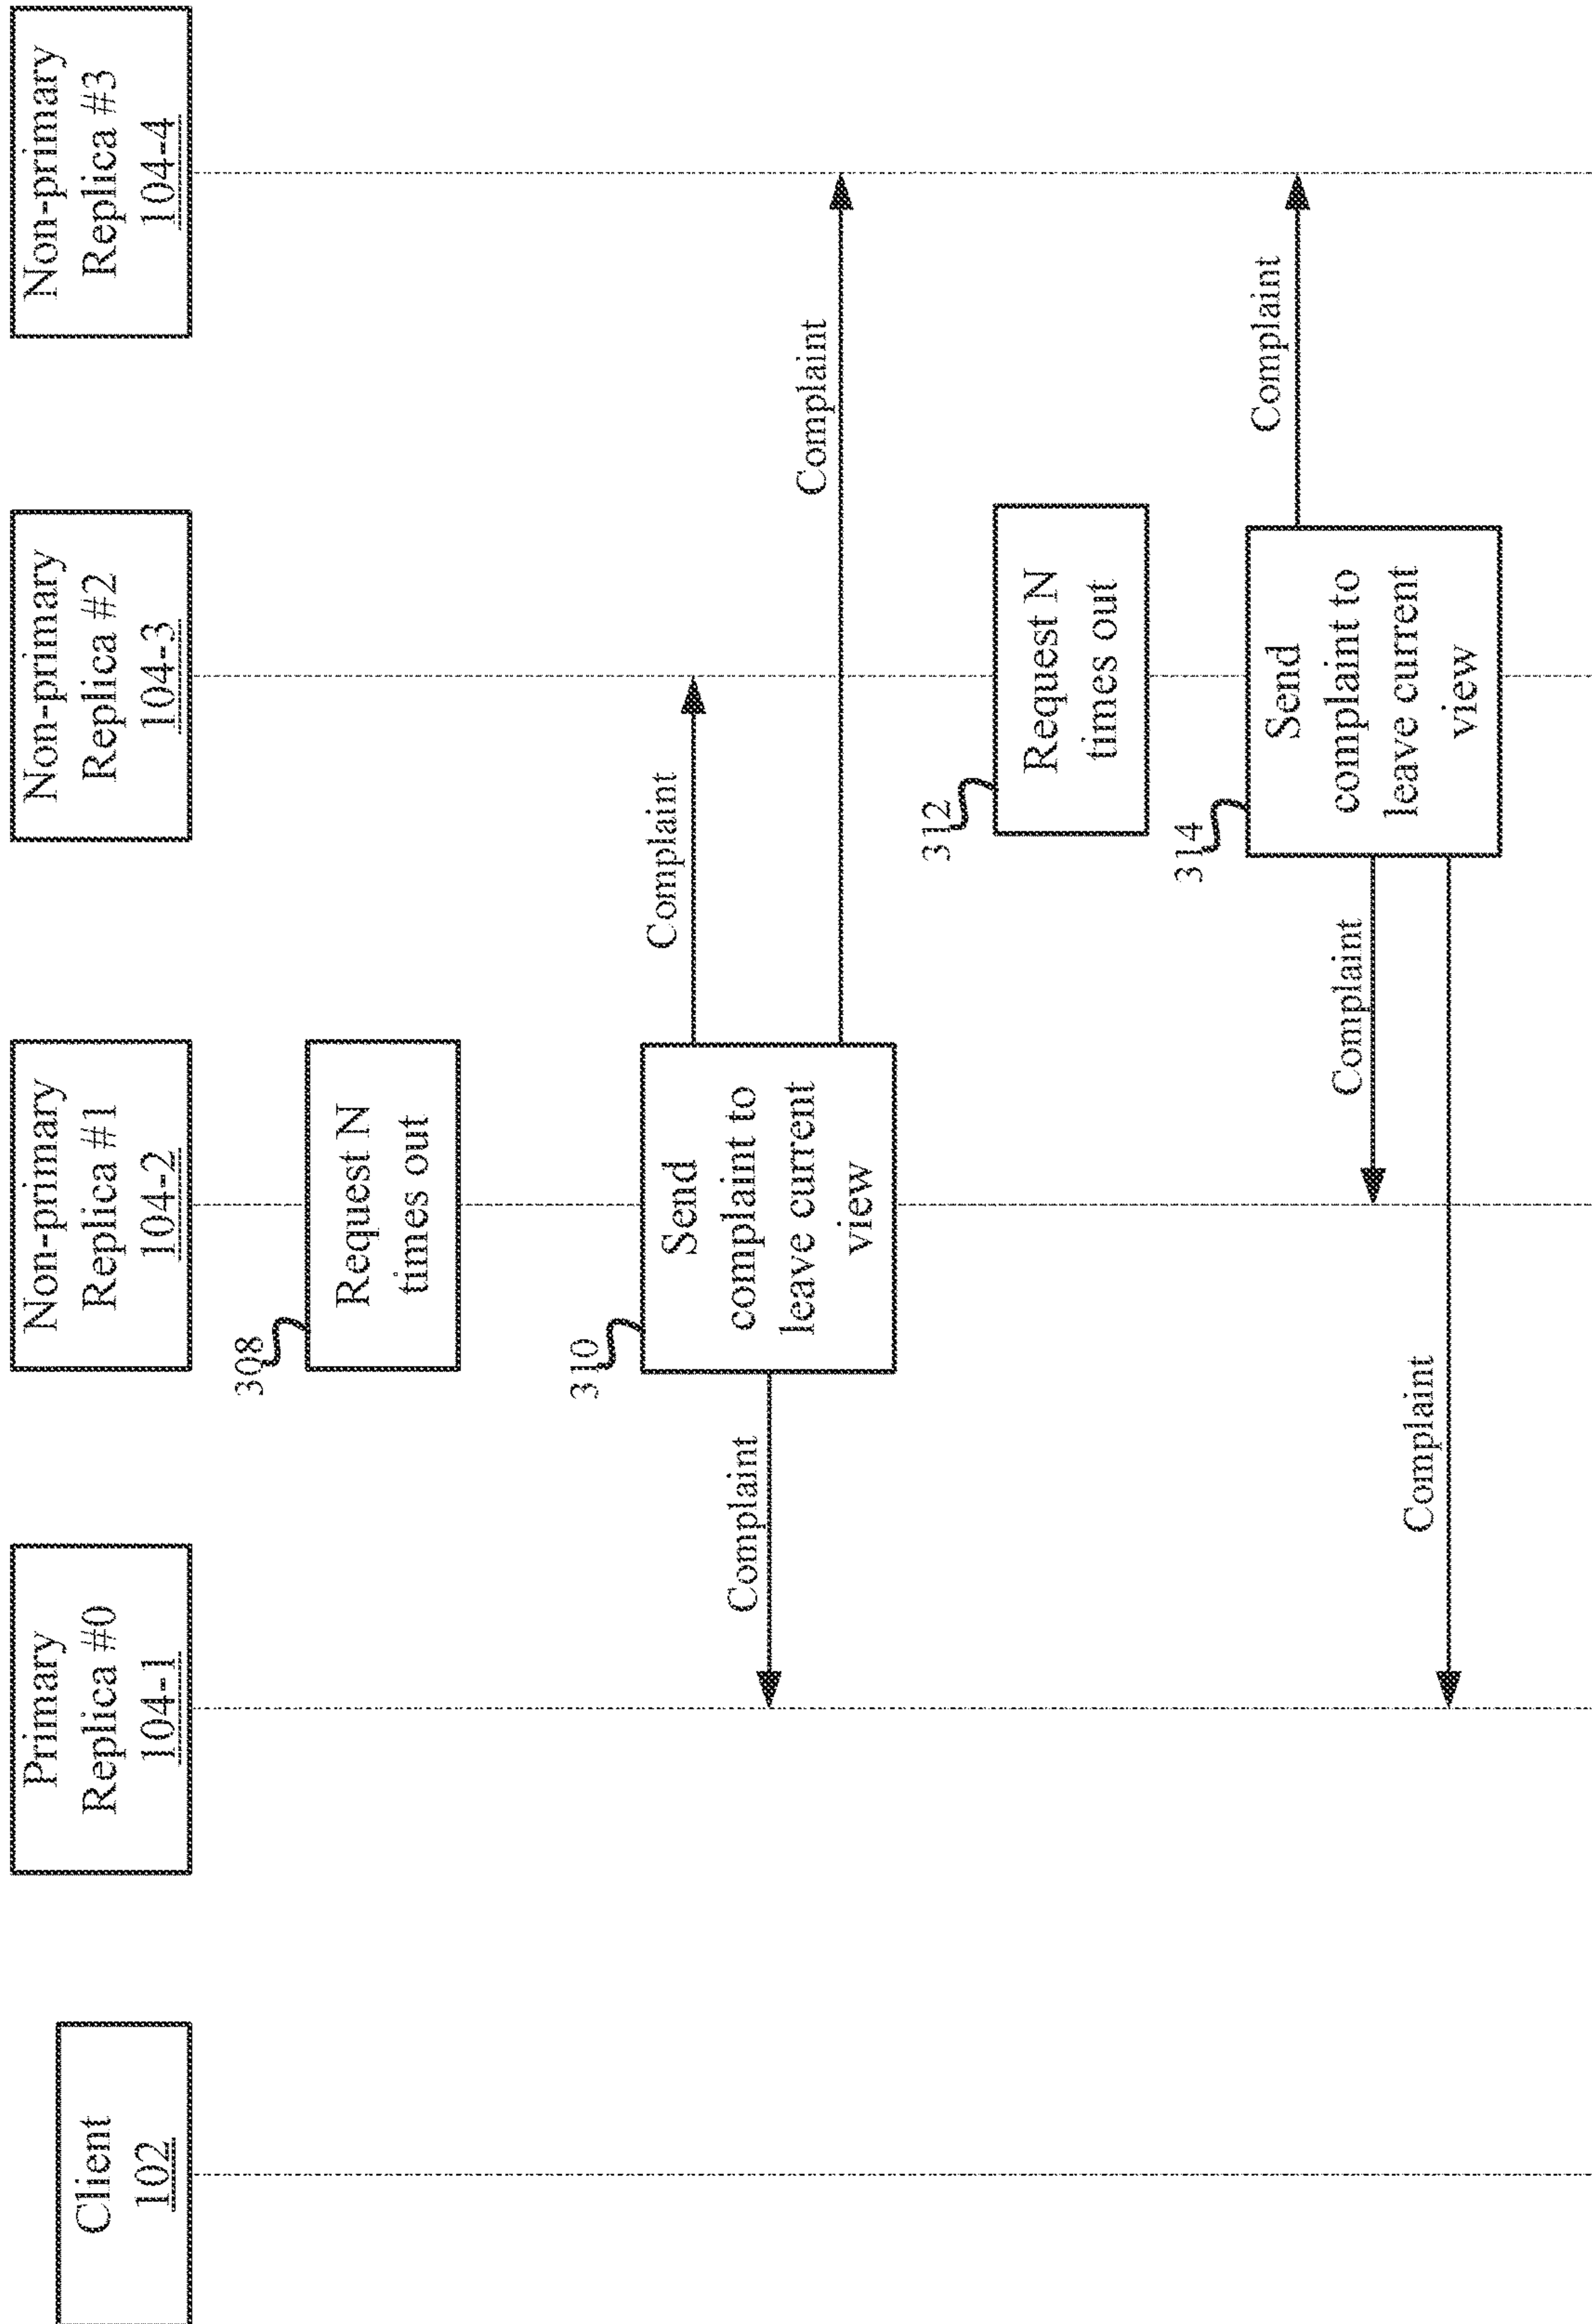 Client
102
Primary
Replica #0
104-1
Non-primary
Replica #1
104-2
Non-primary
Replica #2
104-3
Non-primary
Replica #3
104-4
308
Request N
times out
310
Send
complaint to
leave current
view
Complaint
Complaint
Complaint
312
Request N
times out
314
Send
complaint to
leave current
view
Complaint
Complaint
Complaint